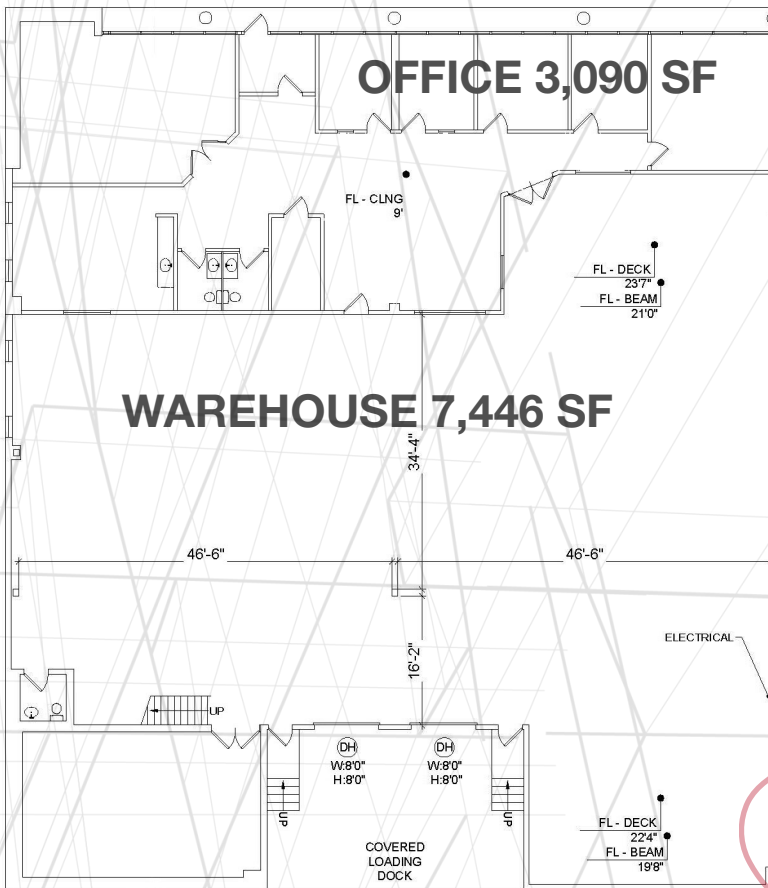 OFFICE 3,090 SF
FL - CLNG
9'
FL - DECK
23'7"
FL - BEAM
21'0"
WAREHOUSE 7,446 SF
34'-4"
46'-6"
46'-6"
16'-2"
ELECTRICAL
UP
DH
W:8'0"
H:8'0"
DH
W:8'0"
H:8'0"
UP
UP
FL - DECK
22'4"
FL - BEAM
19'8"
COVERED
LOADING
DOCK